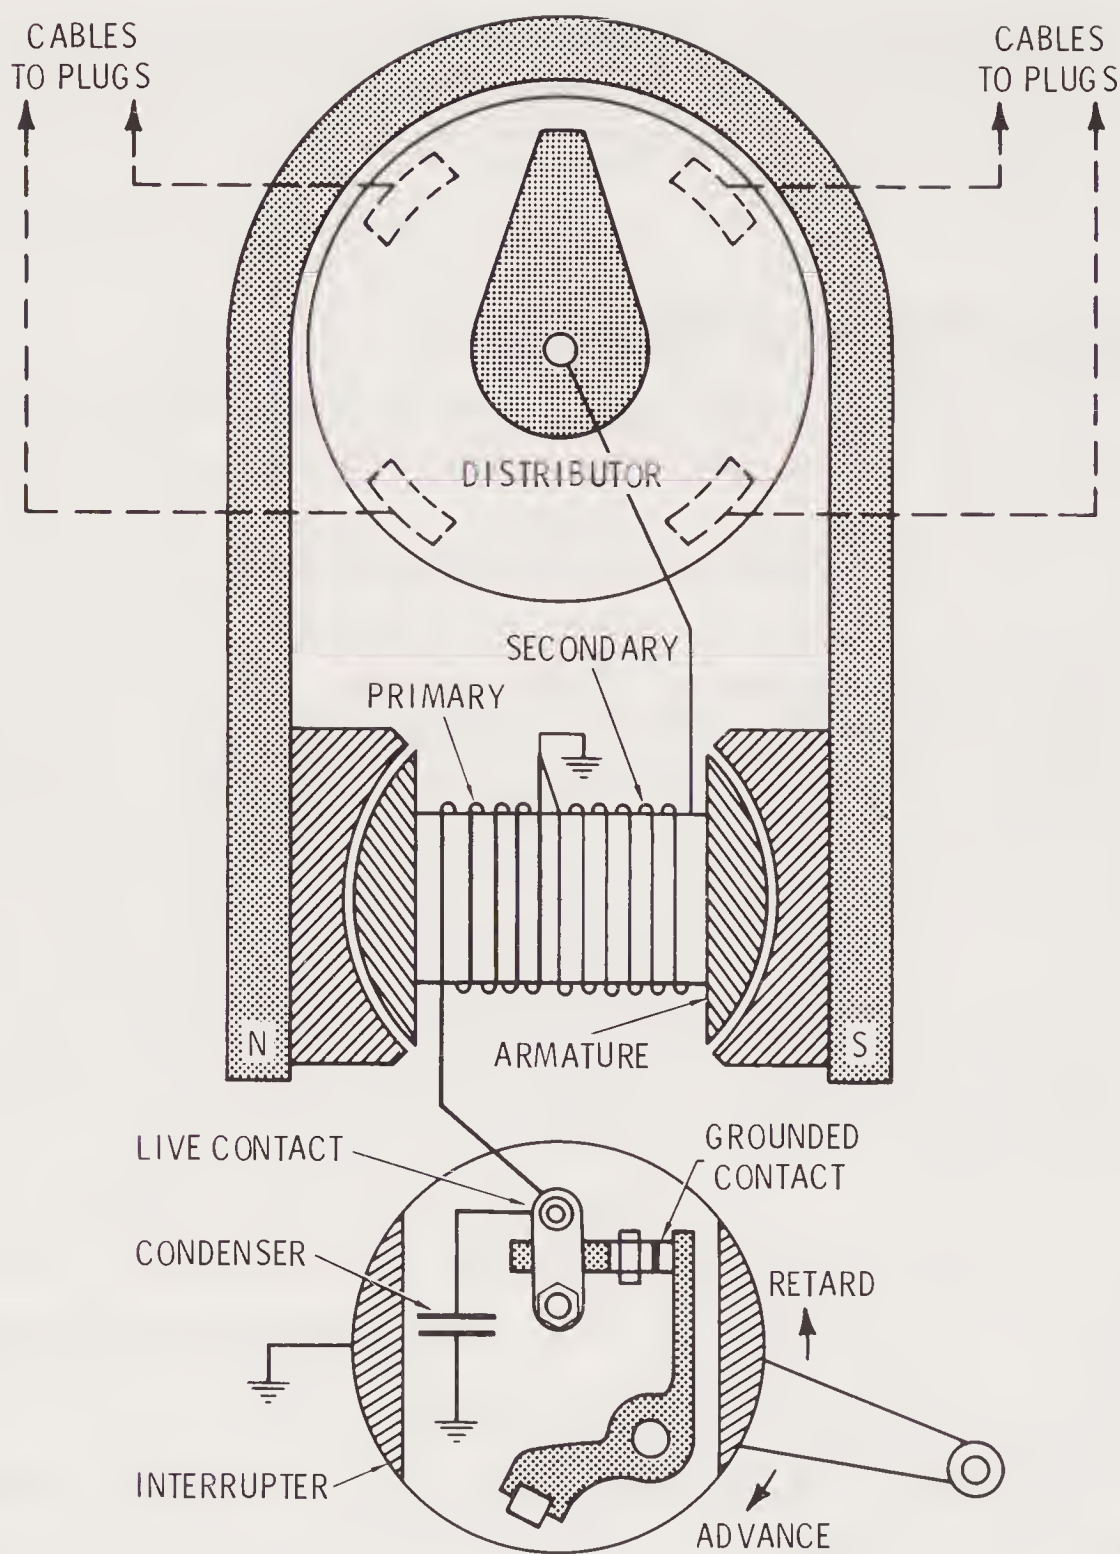 CABLES
TO PLUGS
CABLES
TO PLUGS
DISTRIBUTOR
SECONDARY
PRIMARY
N
S
ARMATURE
LIVE CONTACT
GROUNDED
CONTACT
CONDENSER
RETARD
INTERRUPTER
ADVANCE